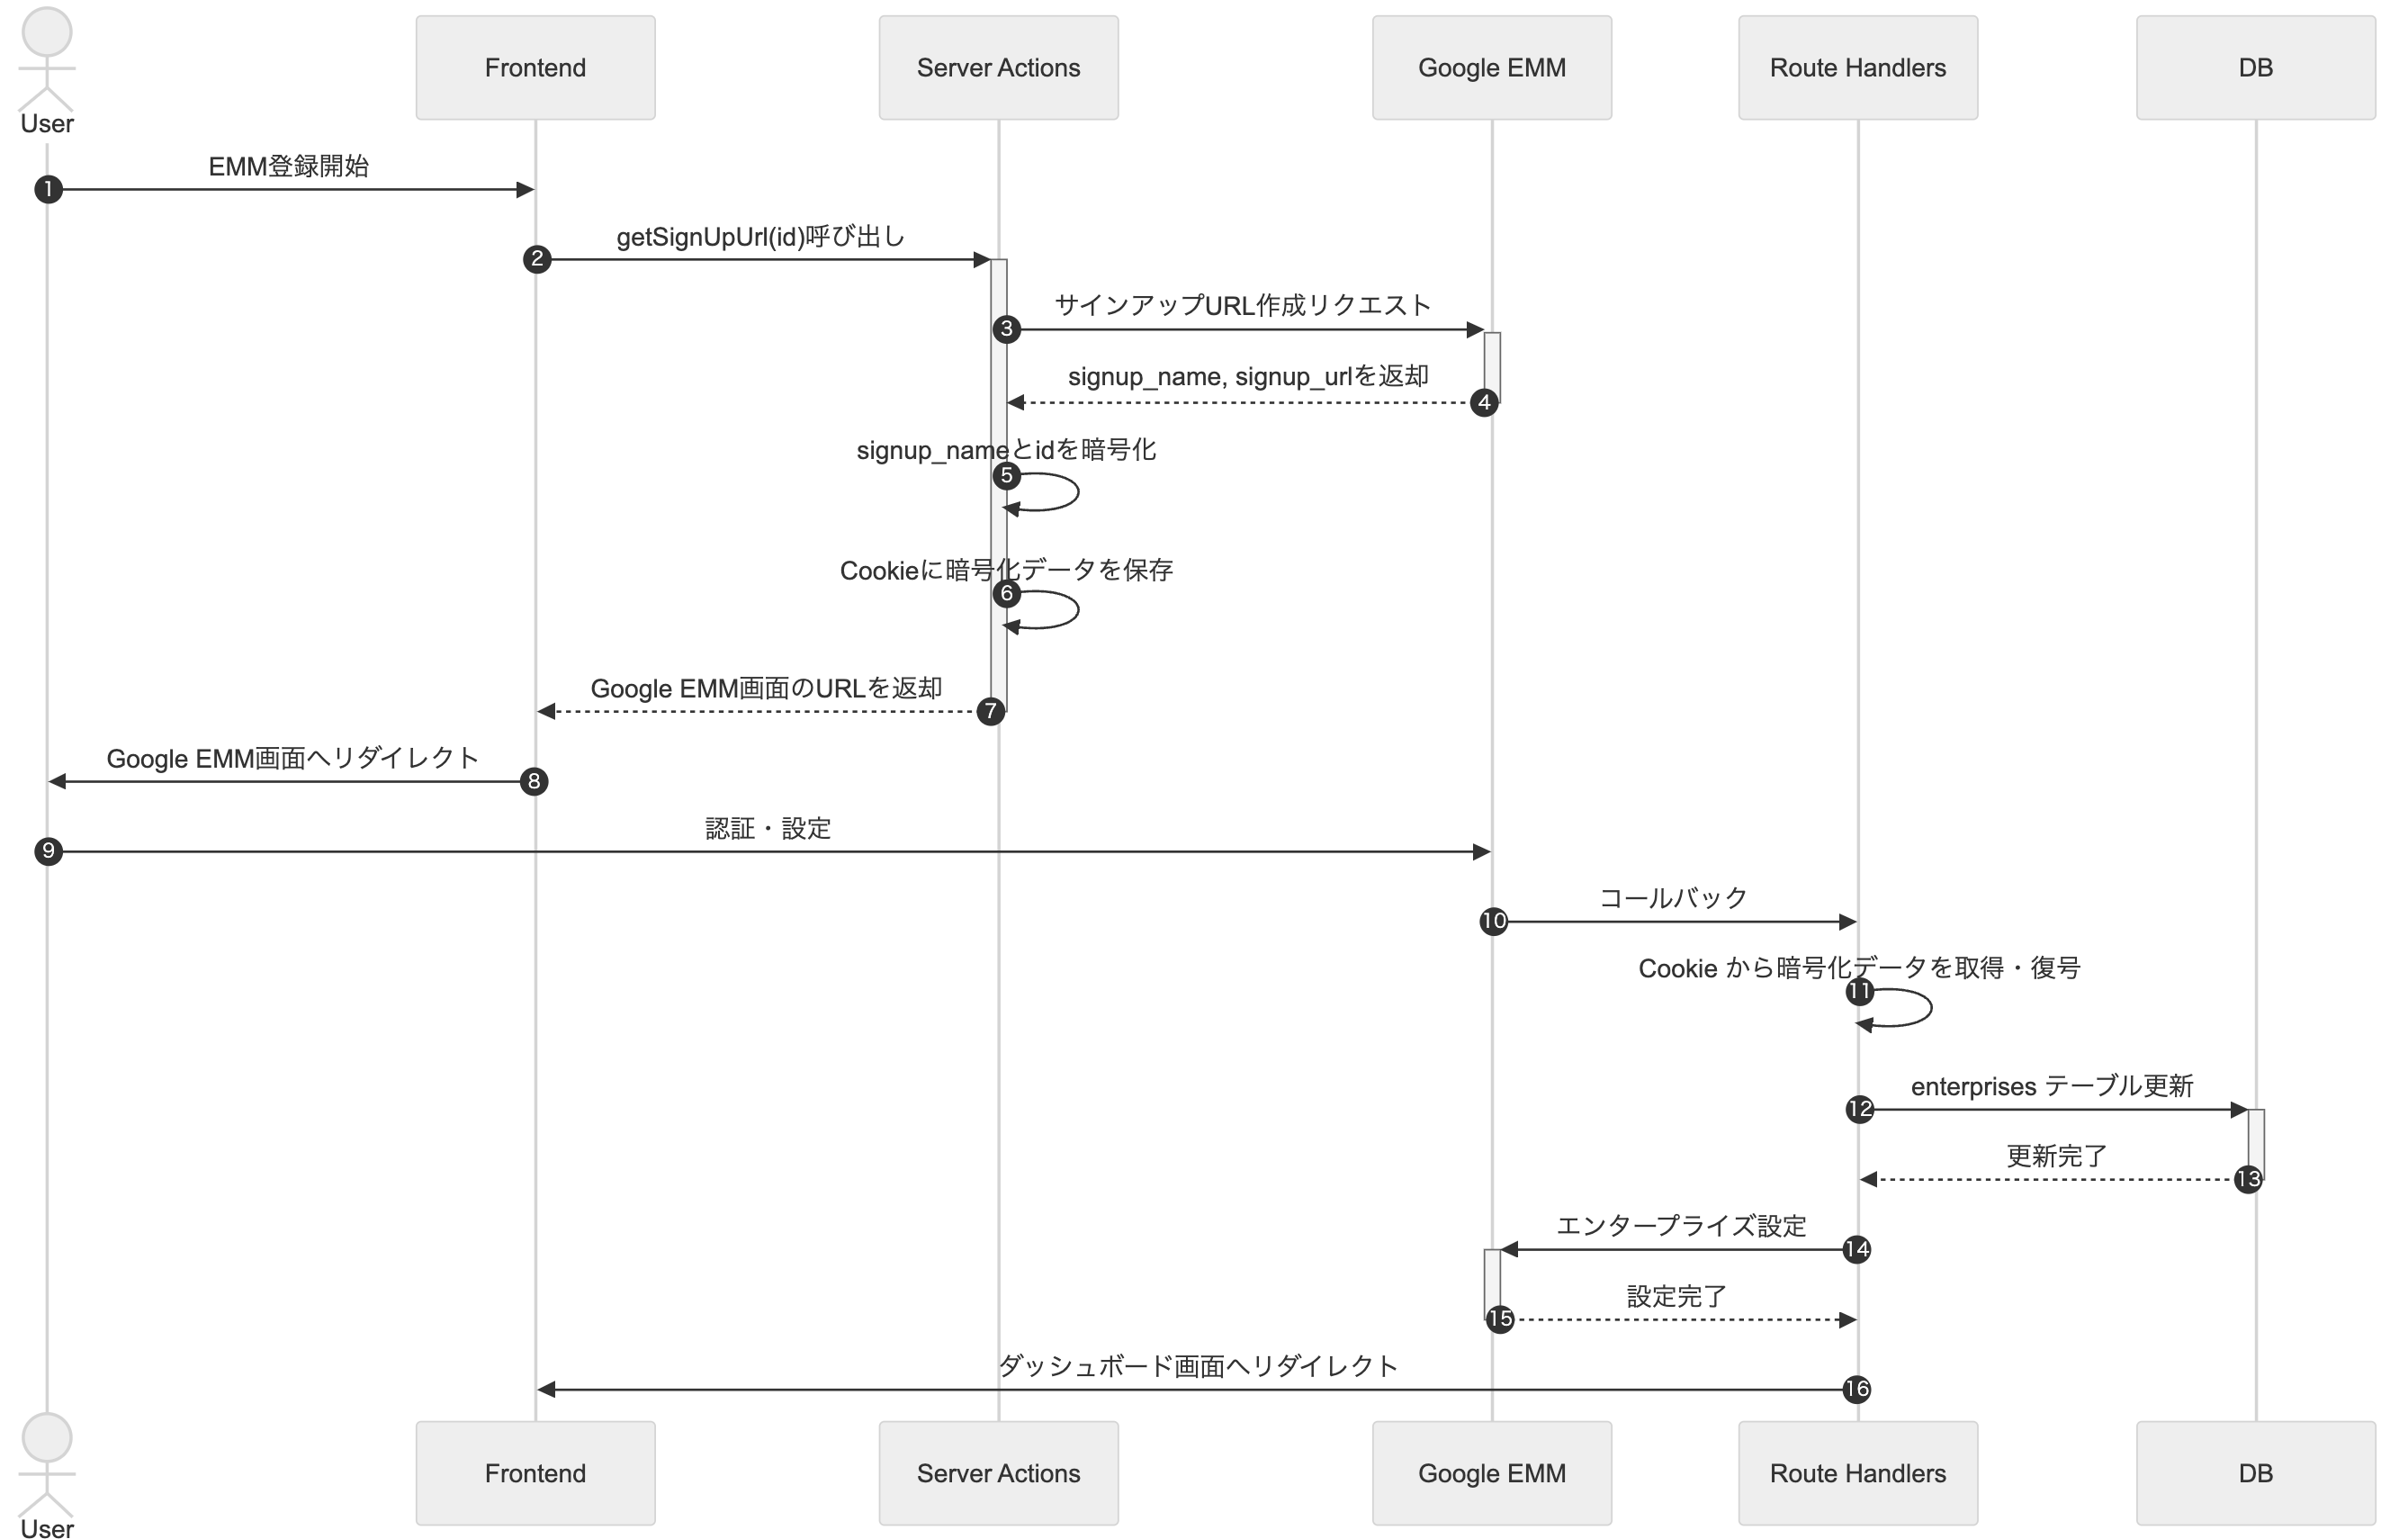 User
Frontend
Server Actions
Google EMM
Route Handlers
DB
EMM登録開始
1
getSignUpUrl(id)呼び出し
2
サインアップURL作成リクエスト
3
signup_name, signup_urlを返却
4
signup_nameとidを暗号化
5
Cookieに暗号化データを保存
6
Google EMM画面のURLを返却
7
Google EMM画面へリダイレクト
8
認証・設定
9
コールバック
10
Cookie から暗号化データを取得・復号
11
enterprises テーブル更新
12
更新完了
13
エンタープライズ設定
14
設定完了
15
ダッシュボード画面へリダイレクト
16
User
Frontend
Server Actions
Google EMM
Route Handlers
DB